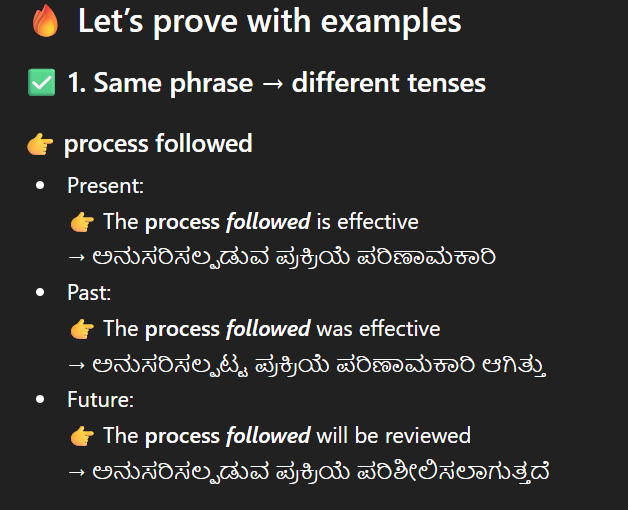 🔥 Let’s prove with examples
✅ 1. Same phrase → different tenses
👉 process followed
• Present:
👉 The process followed is effective
→ ಅನುಸರಿಸಲ್ಪಡುವ ಪ್ರಕ್ರಿಯೆ ಪರಿಣಾಮಕಾರಿ
• Past:
👉 The process followed was effective
→ ಅನುಸರಿಸಲ್ಪಟ್ಟ ಪ್ರಕ್ರಿಯೆ ಪರಿಣಾಮಕಾರಿ ಆಗಿತ್ತು
• Future:
👉 The process followed will be reviewed
→ ಅನುಸರಿಸಲ್ಪಡುವ ಪ್ರಕ್ರಿಯೆ ಪರಿಶೀಲಿಸಲಾಗುತ್ತದೆ